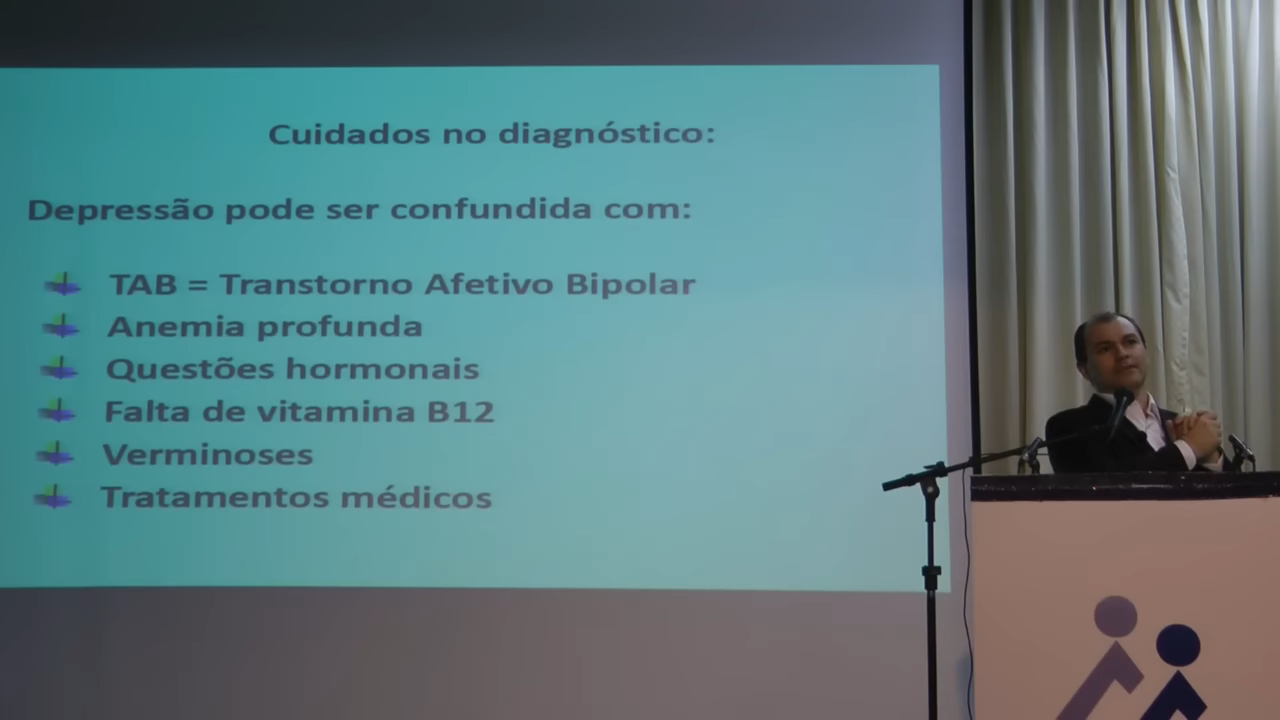 Cuidados no diagnóstico:
Depressão pode ser confundida com:
TAB = Transtorno Afetivo Bipolar
Anemia profunda
Questões hormonais
Falta de vitamina B12
Verminoses
Tratamentos médicos